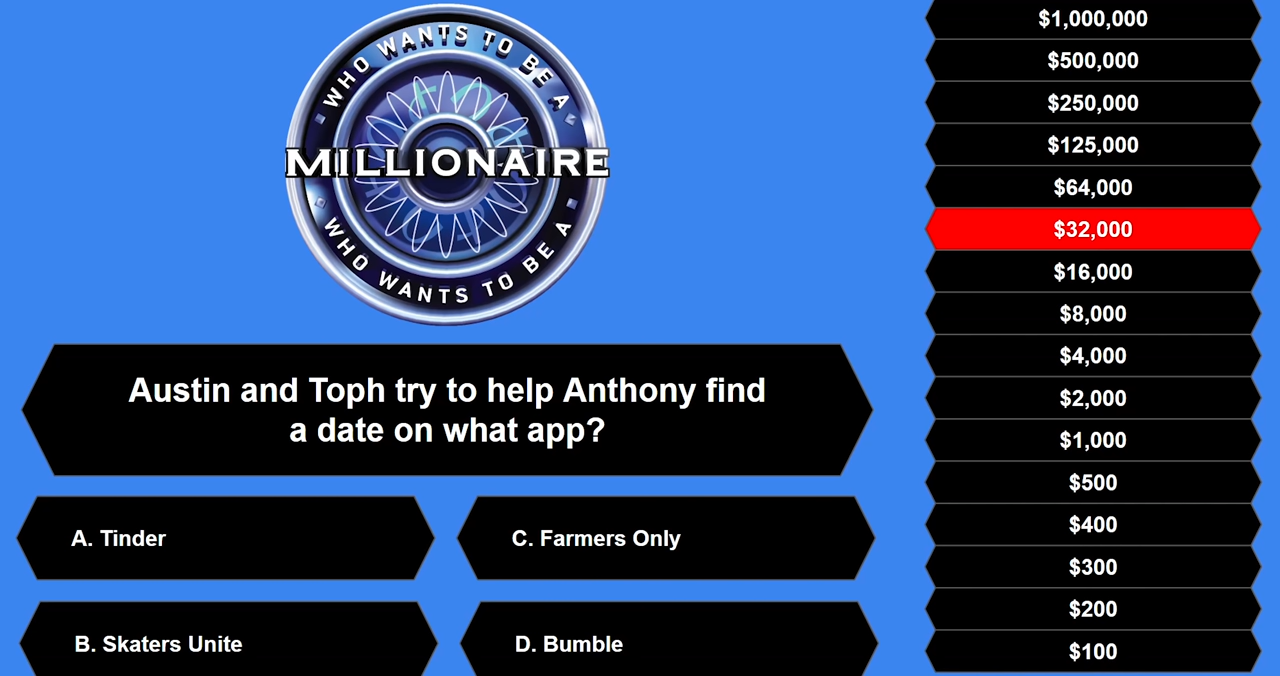 WHO WANTS TO BE A
MILLIONAIRE
WHO WANTS TO BE A
Austin and Toph try to help Anthony find
a date on what app?
A. Tinder
C. Farmers Only
B. Skaters Unite
D. Bumble
$1,000,000
$500,000
$250,000
$125,000
$64,000
$32,000
$16,000
$8,000
$4,000
$2,000
$1,000
$500
$400
$300
$200
$100